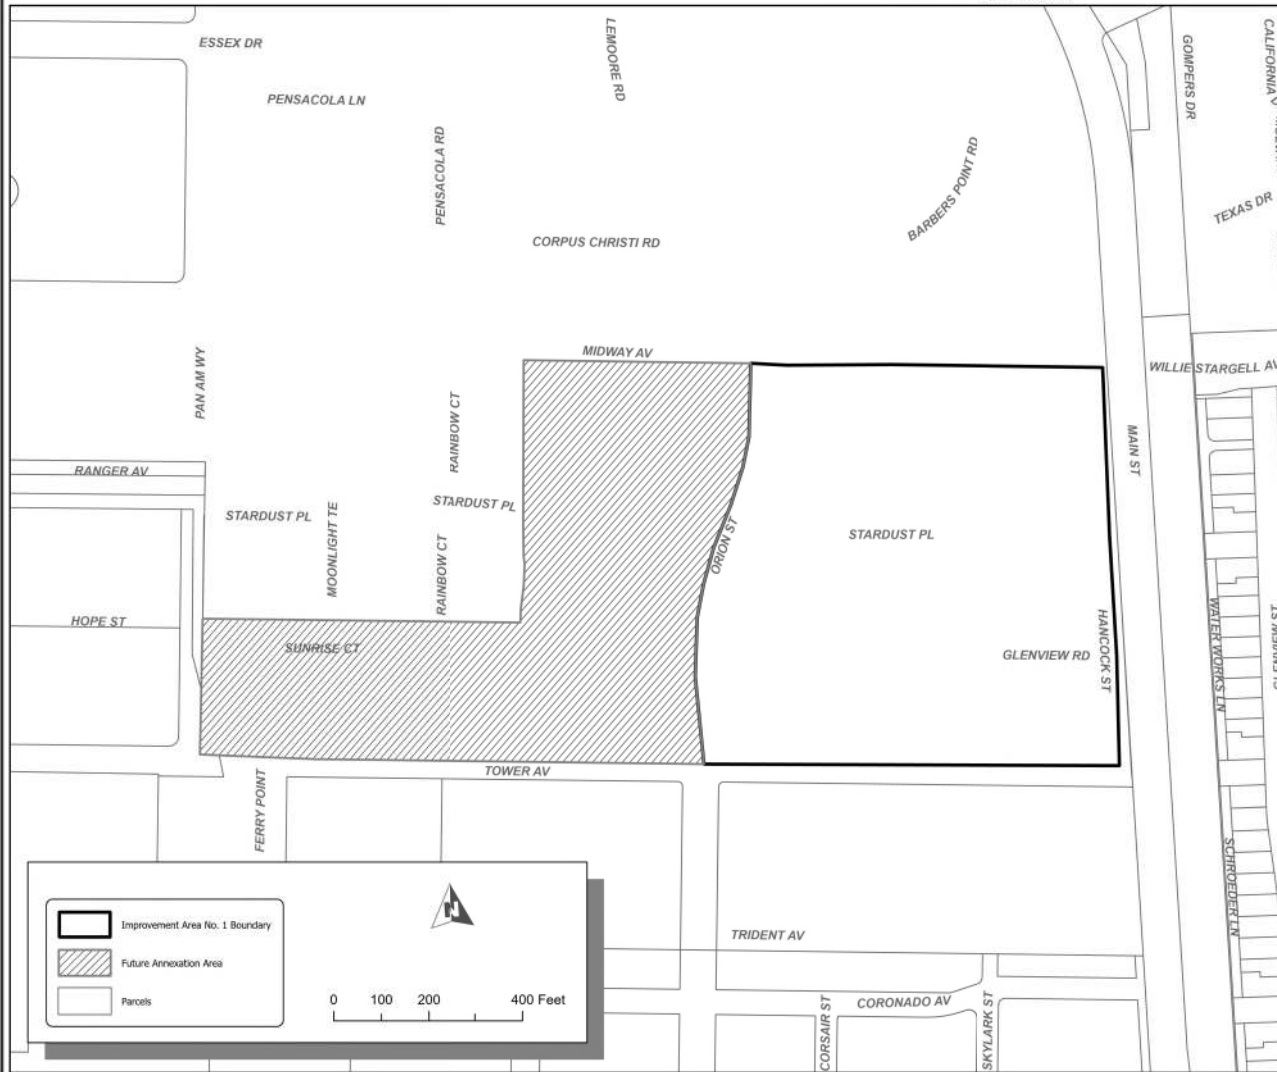 ESSEX DR
LEMOORE RD
GOMPERS DR
CALIFORNIA
PENSACOLA LN
PENSACOLA RD
BARBERS POINT RD
TEXAS DR
CORPUS CHRISTI RD
MIDWAY AV
PAN AM WY
WILLIE STARGELL AV
RAINBOW CT
MAIN ST
RANGER AV
STARDUST PL
MOONLIGHT TE
STARDUST PL
ORION ST
STARDUST PL
RAINBOW CT
HOPE ST
SUNRISE CT
GLENVIEW RD
HANCOCK ST
WATER WORKS LN
TOWER AV
FERRY POINT
SCHROEDER LN
Improvement Area No. 1 Boundary
Future Annexation Area
Parcels
N
0 100 200 400 Feet
TRIDENT AV
CORSAIR ST
CORONADO AV
SKYLARK ST